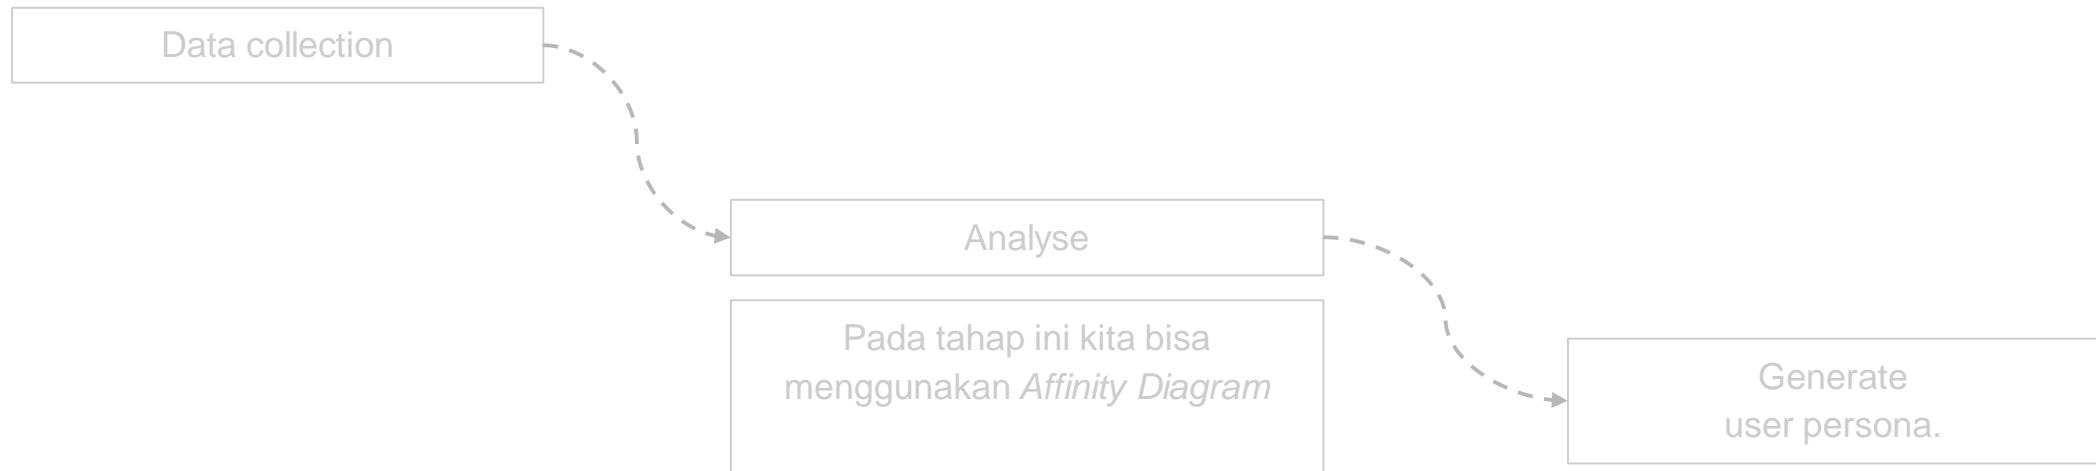 Data collection
Analyse
Pada tahap ini kita bisa
menggunakan Affinity Diagram
Generate
user persona.